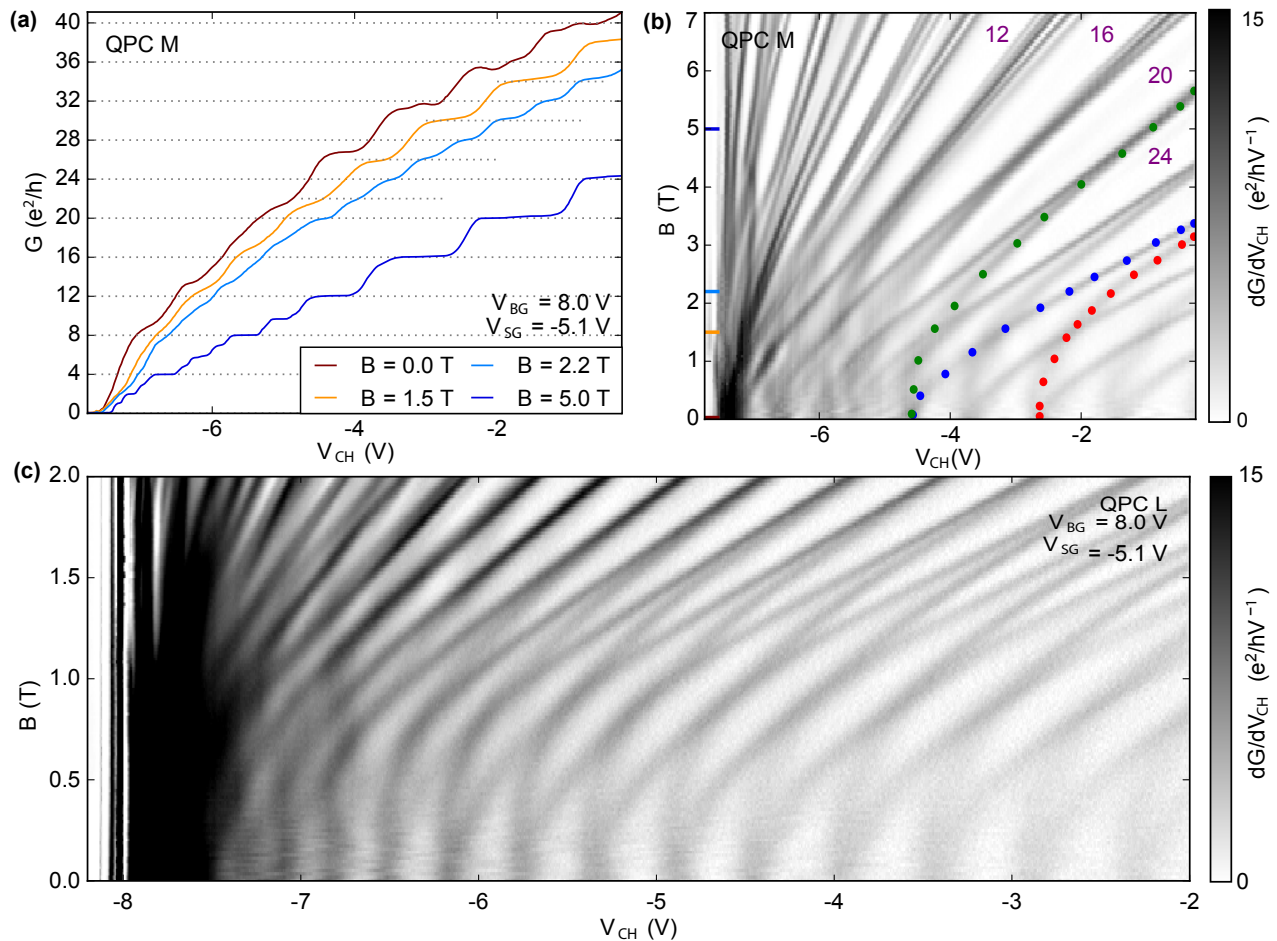 (a)
QPC M
G (e²/h)
40
36
32
28
24
20
16
12
8
4
0
V_BG = 8.0 V
V_SG = -5.1 V
B = 0.0 T
B = 1.5 T
B = 2.2 T
B = 5.0 T
-6 -4 -2
V_CH (V)
(b)
QPC M
12 16
20
24
B (T)
7
6
5
4
3
2
1
0
-6 -4 -2
V_CH(V)
15
0
dG/dV_CH (e²/hV⁻¹)
(c)
QPC L
V_BG = 8.0 V
V_SG = -5.1 V
B (T)
2.0
1.5
1.0
0.5
0.0
-8 -7 -6 -5 -4 -3 -2
V_CH (V)
15
0
dG/dV_CH (e²/hV⁻¹)